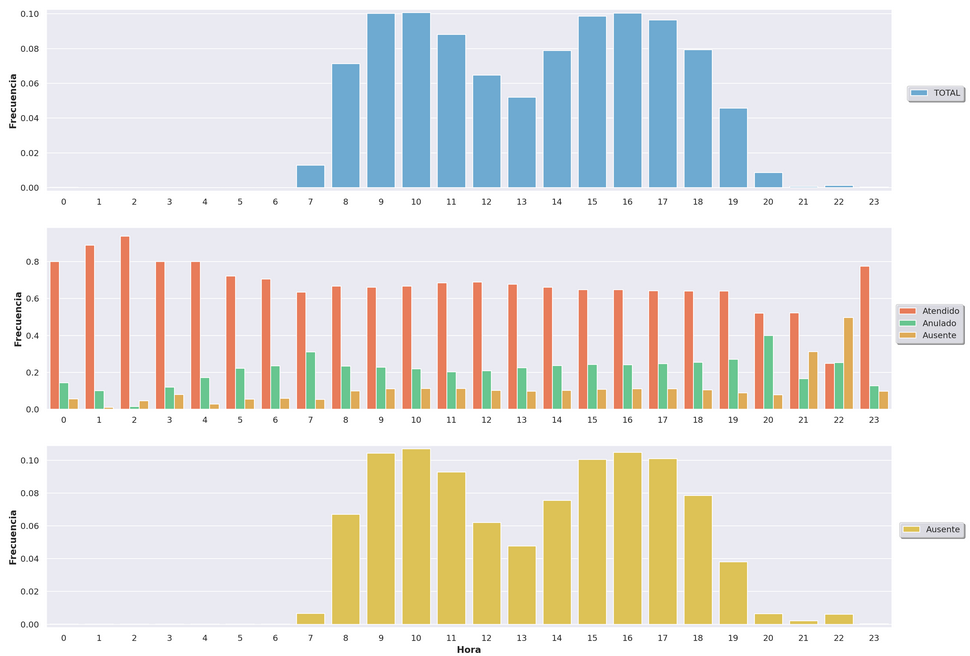 0.10
0.08
0.06
0.04
0.02
0.00
Frecuencia
0 1 2 3 4 5 6 7 8 9 10 11 12 13 14 15 16 17 18 19 20 21 22 23
TOTAL
0.8
0.6
0.4
0.2
0.0
Frecuencia
0 1 2 3 4 5 6 7 8 9 10 11 12 13 14 15 16 17 18 19 20 21 22 23
Atendido
Anulado
Ausente
0.10
0.08
0.06
0.04
0.02
0.00
Frecuencia
0 1 2 3 4 5 6 7 8 9 10 11 12 13 14 15 16 17 18 19 20 21 22 23
Hora
Ausente